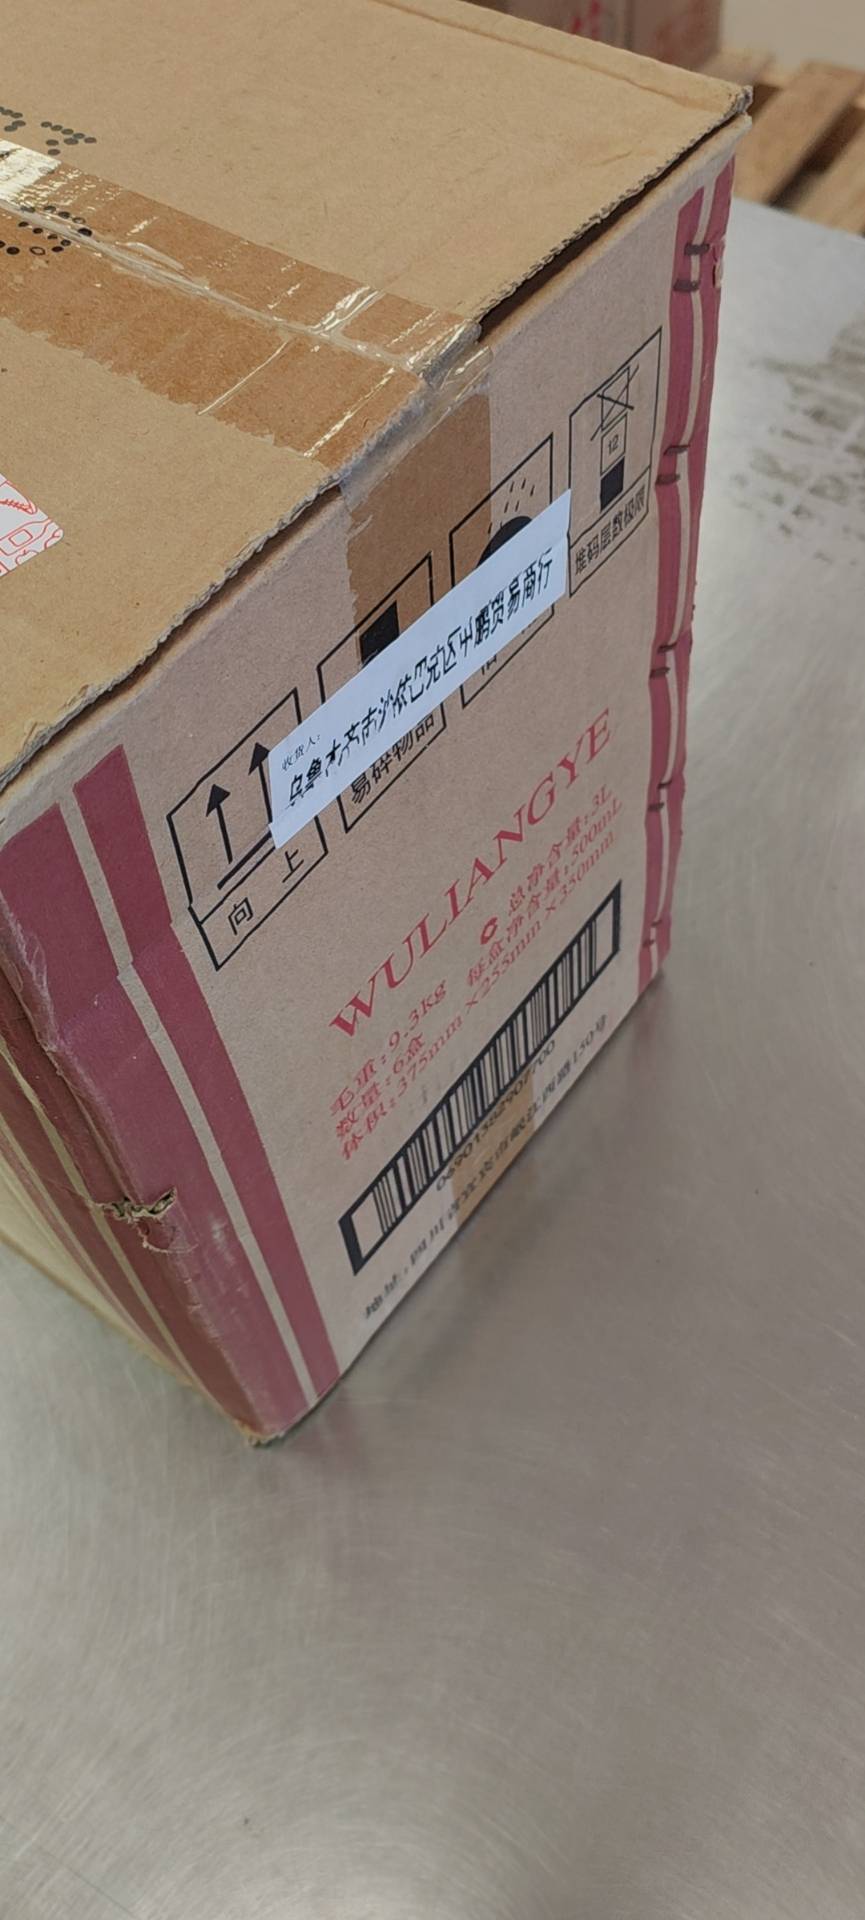 12
堆码层数极限
收货人:
乌鲁木齐市沙依巴克区千鹏贸易商行
易碎物品
向上
WULIANGYE
毛重:9.3kg 总净含量:3L
数量:6盒 每盒净含量:500mL
体积:375mm×255mm×350mm